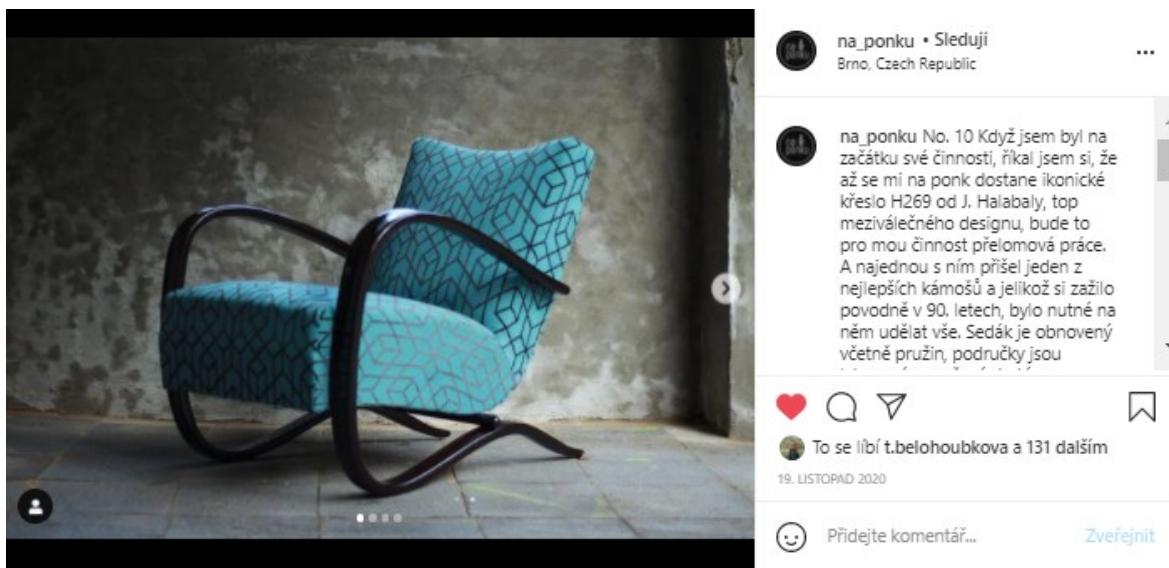 na_ponku • Sleduji
Brno, Czech Republic
na_ponku No. 10 Když jsem byl na
začátku své činnosti, říkal jsem si, že
až se mi na ponk dostane ikonické
křeslo H269 od J. Halabaly, top
meziválečného designu, bude to
pro mou činnost přelomová práce.
A najednou s ním přišel jeden z
nejlepších kámošů a jelikož si zažilo
povodně v 90. letech, bylo nutné na
něm udělat vše. Sedák je obnovený
včetně pružin, područky jsou
To se líbí t.belohoubkova a 131 dalším
19. LISTOPAD 2020
Přidejte komentář... Zveřejnit